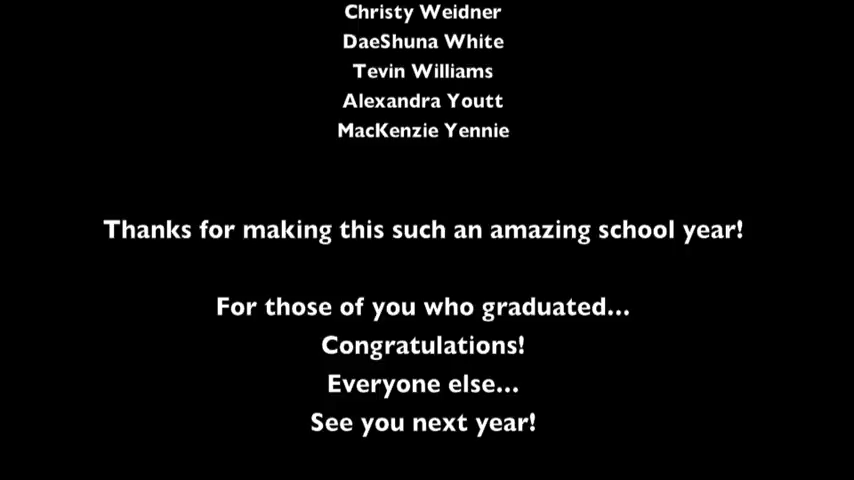 Christy Weidner
DaeShuna White
Tevin Williams
Alexandra Youtt
MacKenzie Yennie
Thanks for making this such an amazing school year!
For those of you who graduated...
Congratulations!
Everyone else...
See you next year!